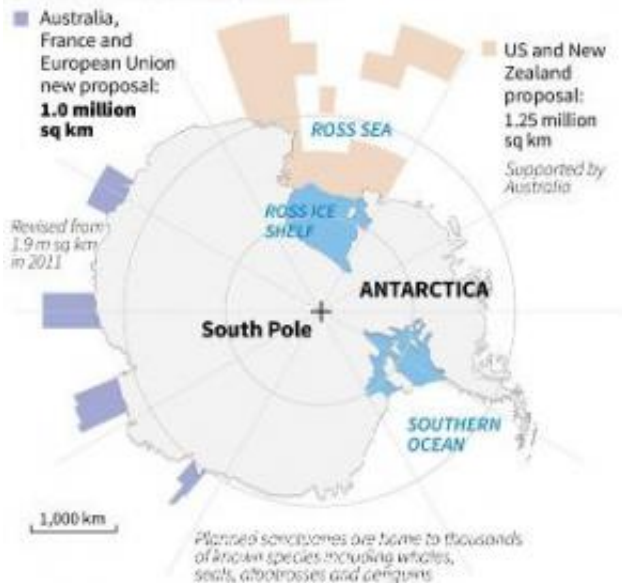 Australia,
France and
European Union
new proposal:
1.0 million
sq km
US and New
Zealand
proposal:
1.25 million
sq km
Supported by
Australia
ROSS SEA
Revised from
1.9 m sq km
in 2011
ROSS ICE
SHELF
ANTARCTICA
South Pole
SOUTHERN
OCEAN
1,000 km
Planned sanctuaries are home to thousands
of known species including whales,
seals, albatrosses and penguins